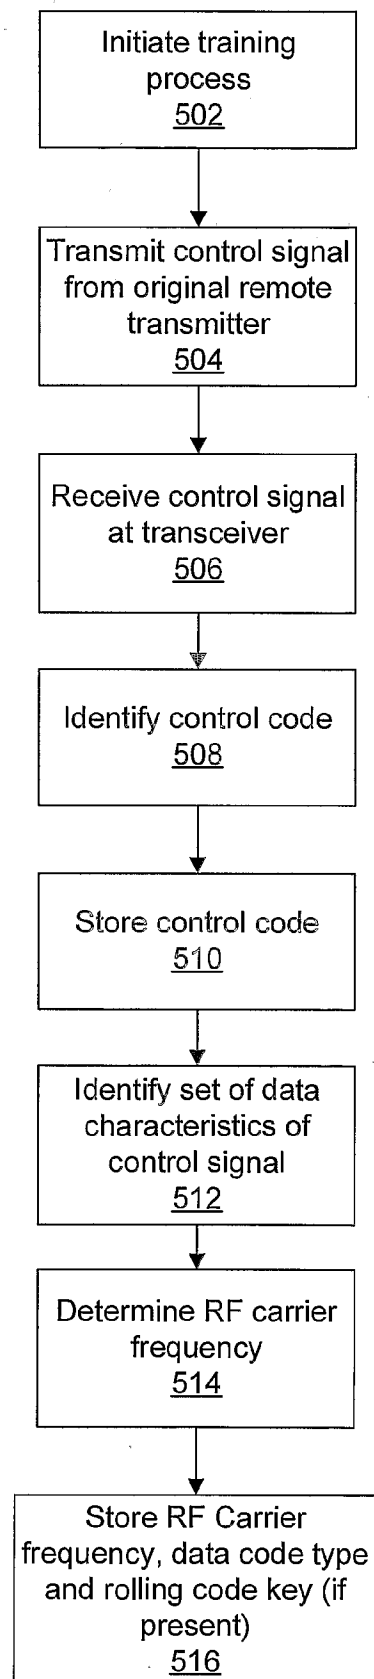 Initiate training
process
502
Transmit control signal
from original remote
transmitter
504
Receive control signal
at transceiver
506
Identify control code
508
Store control code
510
Identify set of data
characteristics of
control signal
512
Determine RF carrier
frequency
514
Store RF Carrier
frequency, data code type
and rolling code key (if
present)
516